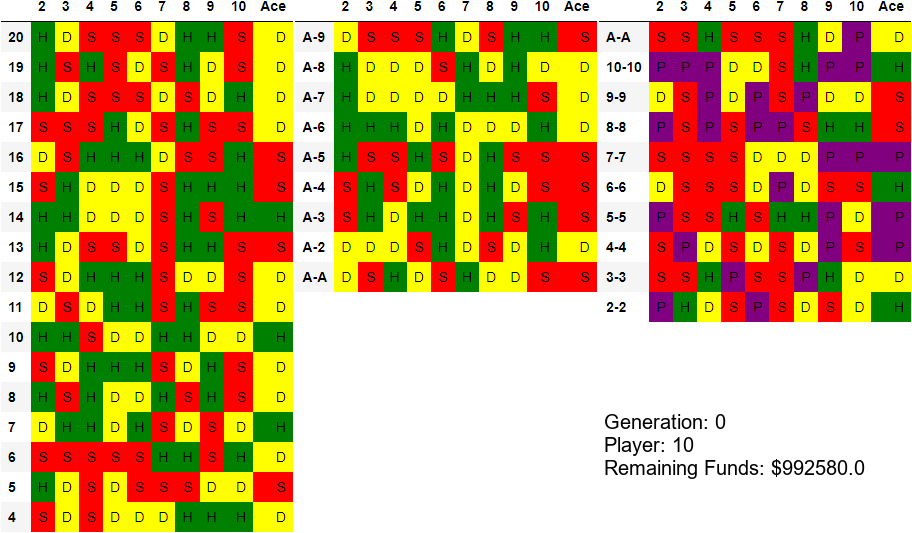 2 3 4 5 6 7 8 9 10 Ace
20 H D S S S D H H S D
19 H S H S D S H D S D
18 H D S S S D S D H D
17 S S S H D S H S S D
16 D S H H H D S S H S
15 S H D D D S H H H S
14 H H D D D S H S H H
13 H D S S D S H H S S
12 S D H H H S D D S D
11 D S D H H S H S S D
10 H H S D D H H D D H
9 S D H H H S D H S D
8 H S H D D H S H S D
7 D H H D H S D S D H
6 S S S S S H H S H D
5 H D S D S S S D D S
4 S D S D D D H H H D
2 3 4 5 6 7 8 9 10 Ace
A-9 D S S S H D S H H S
A-8 H D D D S H D H D D
A-7 H D D D D H H H S D
A-6 H H H D H D D D H D
A-5 H S S H S D H S S S
A-4 S H S D H D H D S S
A-3 S H D H H D H S H S
A-2 D D D S H D S D H D
A-A D S H D S H D D S S
2 3 4 5 6 7 8 9 10 Ace
A-A S S H S S S H D P D
10-10 P P P D D S H P P H
9-9 D S P D P S P D D S
8-8 P S P S P P S H H S
7-7 S S S S D D D P P P
6-6 D S S S D P D S S H
5-5 P S S H S H H P D P
4-4 S P D S D S D P S P
3-3 S S H P S S P H D D
2-2 P H D S P S D S D H
Generation: 0
Player: 10
Remaining Funds: $992580.0